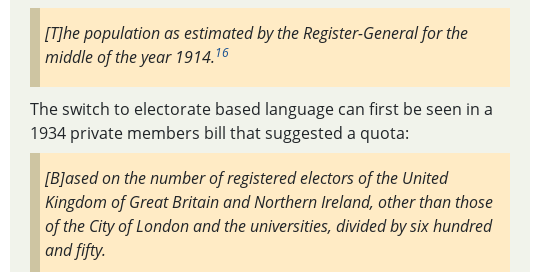 [T]he population as estimated by the Register-General for the
middle of the year 1914.16
The switch to electorate based language can first be seen in a
1934 private members bill that suggested a quota:
[B]ased on the number of registered electors of the United
Kingdom of Great Britain and Northern Ireland, other than those
of the City of London and the universities, divided by six hundred
and fifty.